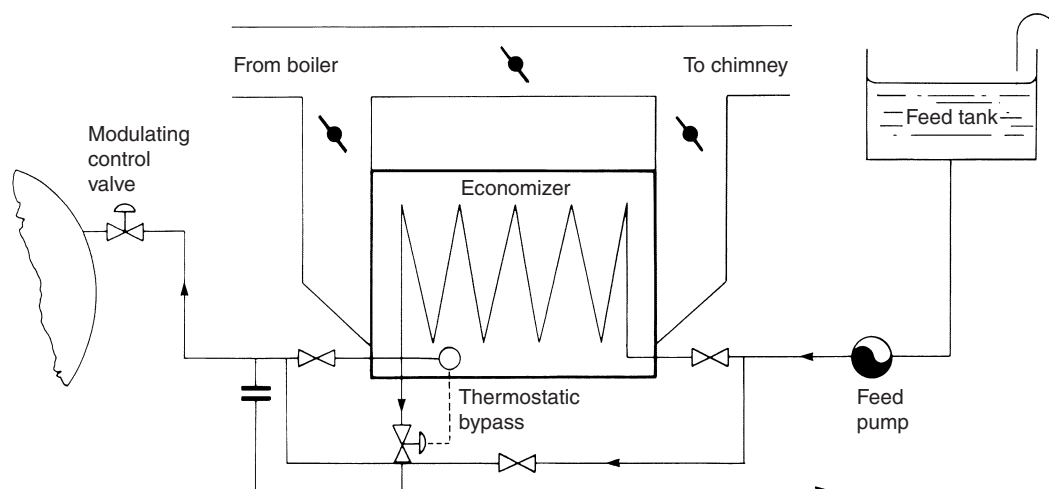 From boiler
To chimney
Feed tank
Modulating
control
valve
Economizer
Thermostatic
bypass
Feed
pump